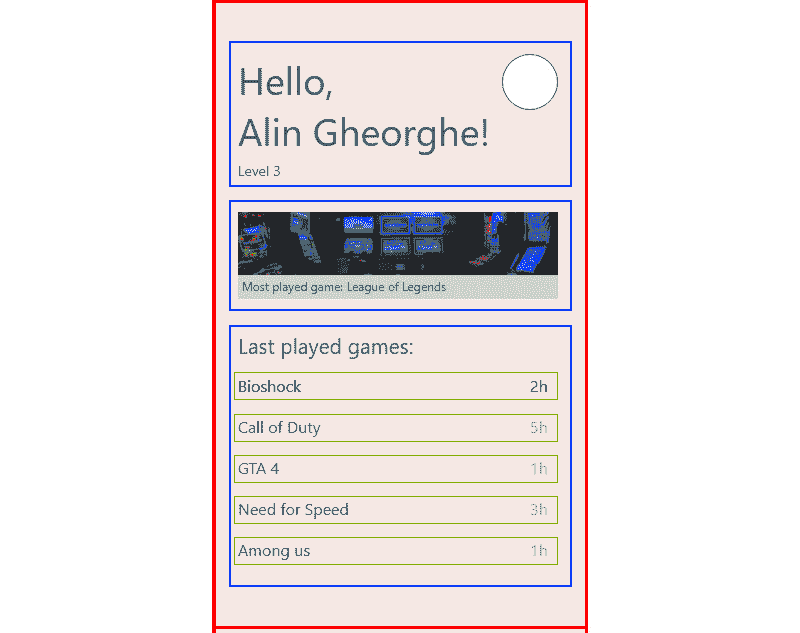 Hello,
Alin Gheorghe!
Level 3
Most played game: League of Legends
Last played games:
Bioshock 2h
Call of Duty 5h
GTA 4 1h
Need for Speed 3h
Among us 1h